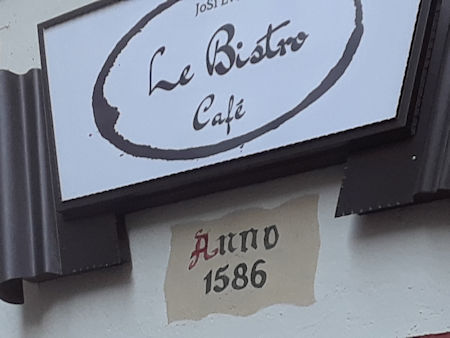 Le Bistro
Café
Anno
1586